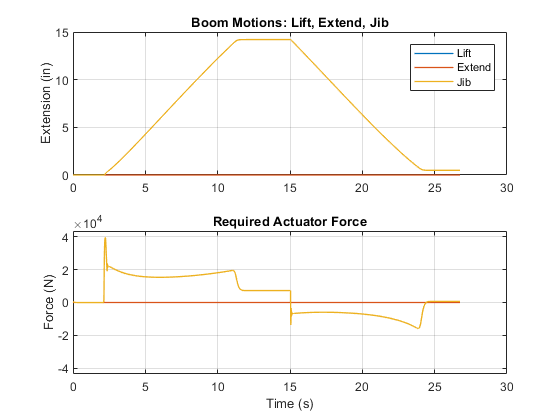 Boom Motions: Lift, Extend, Jib
15
10
5
0
Extension (in)
Lift
Extend
Jib
0 5 10 15 20 25 30
Required Actuator Force
×10⁴
4
2
0
-2
-4
Force (N)
0 5 10 15 20 25 30
Time (s)